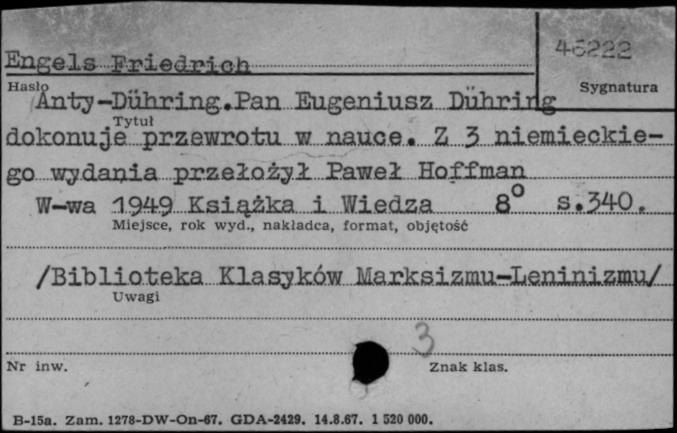 46222
Engels Friedrich
Hasło
Sygnatura
Anty-Dühring.Pan Eugeniusz Dühring
Tytuł
dokonuje przewrotu w nauce. Z 3 niemieckie-
go wydania przełożył Paweł Hoffman
W-wa 1949 Książka i Wiedza 8° s.340.
Miejsce, rok wyd., nakładca, format, objętość
/Biblioteka Klasyków Marksizmu-Leninizmu/
Uwagi
3
Nr inw.
Znak klas.
B-15a. Zam. 1278-DW-On-67. GDA-2429. 14.8.67. 1 520 000.